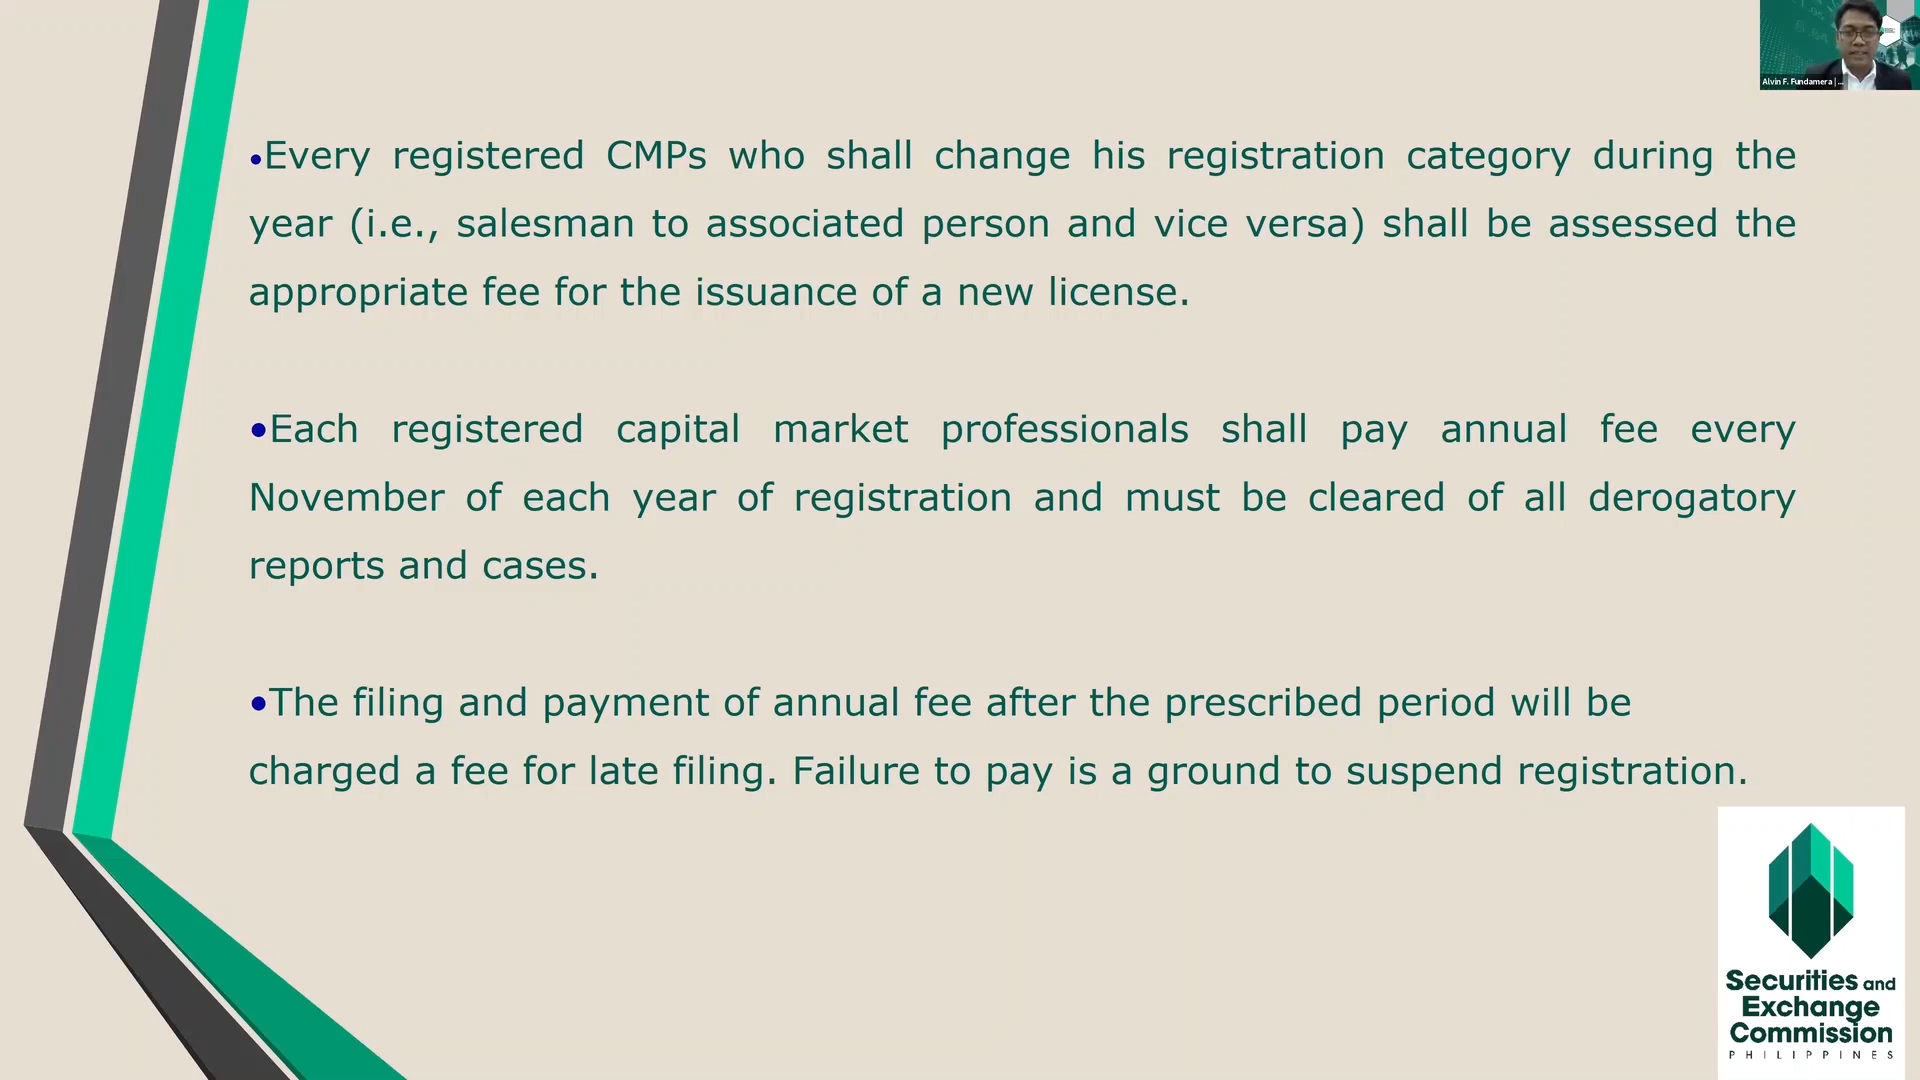 Alvin F. Fundamera | ...
•Every registered CMPs who shall change his registration category during the
year (i.e., salesman to associated person and vice versa) shall be assessed the
appropriate fee for the issuance of a new license.
•Each registered capital market professionals shall pay annual fee every
November of each year of registration and must be cleared of all derogatory
reports and cases.
•The filing and payment of annual fee after the prescribed period will be
charged a fee for late filing. Failure to pay is a ground to suspend registration.
Securities and
Exchange
Commission
PHILIPPINES